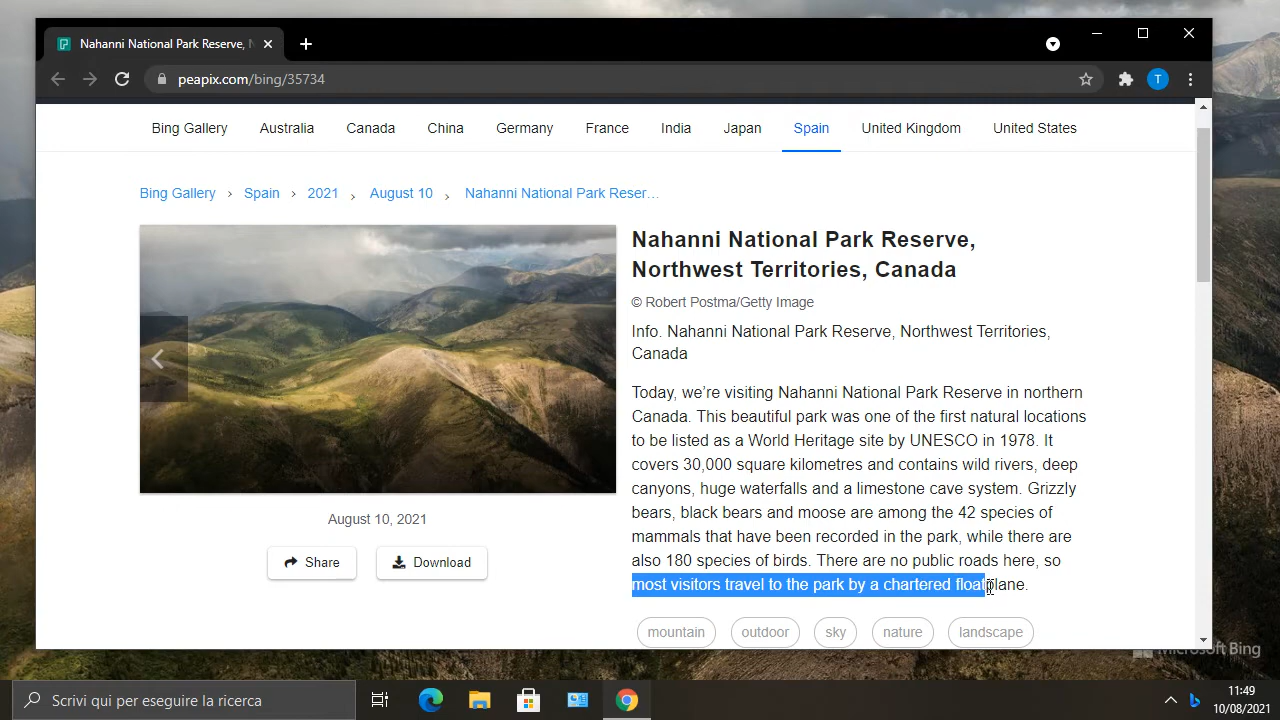 Nahanni National Park Reserve, N
peapix.com/bing/35734
T
Bing Gallery Australia Canada China Germany France India Japan Spain United Kingdom United States
Bing Gallery › Spain › 2021 › August 10 › Nahanni National Park Reser…
Nahanni National Park Reserve,
Northwest Territories, Canada
© Robert Postma/Getty Image
Info. Nahanni National Park Reserve, Northwest Territories,
Canada
Today, we’re visiting Nahanni National Park Reserve in northern
Canada. This beautiful park was one of the first natural locations
to be listed as a World Heritage site by UNESCO in 1978. It
covers 30,000 square kilometres and contains wild rivers, deep
canyons, huge waterfalls and a limestone cave system. Grizzly
bears, black bears and moose are among the 42 species of
mammals that have been recorded in the park, while there are
also 180 species of birds. There are no public roads here, so
most visitors travel to the park by a chartered floatplane.
August 10, 2021
Share Download
mountain outdoor sky nature landscape
Microsoft Bing
Scrivi qui per eseguire la ricerca
11:49
10/08/2021